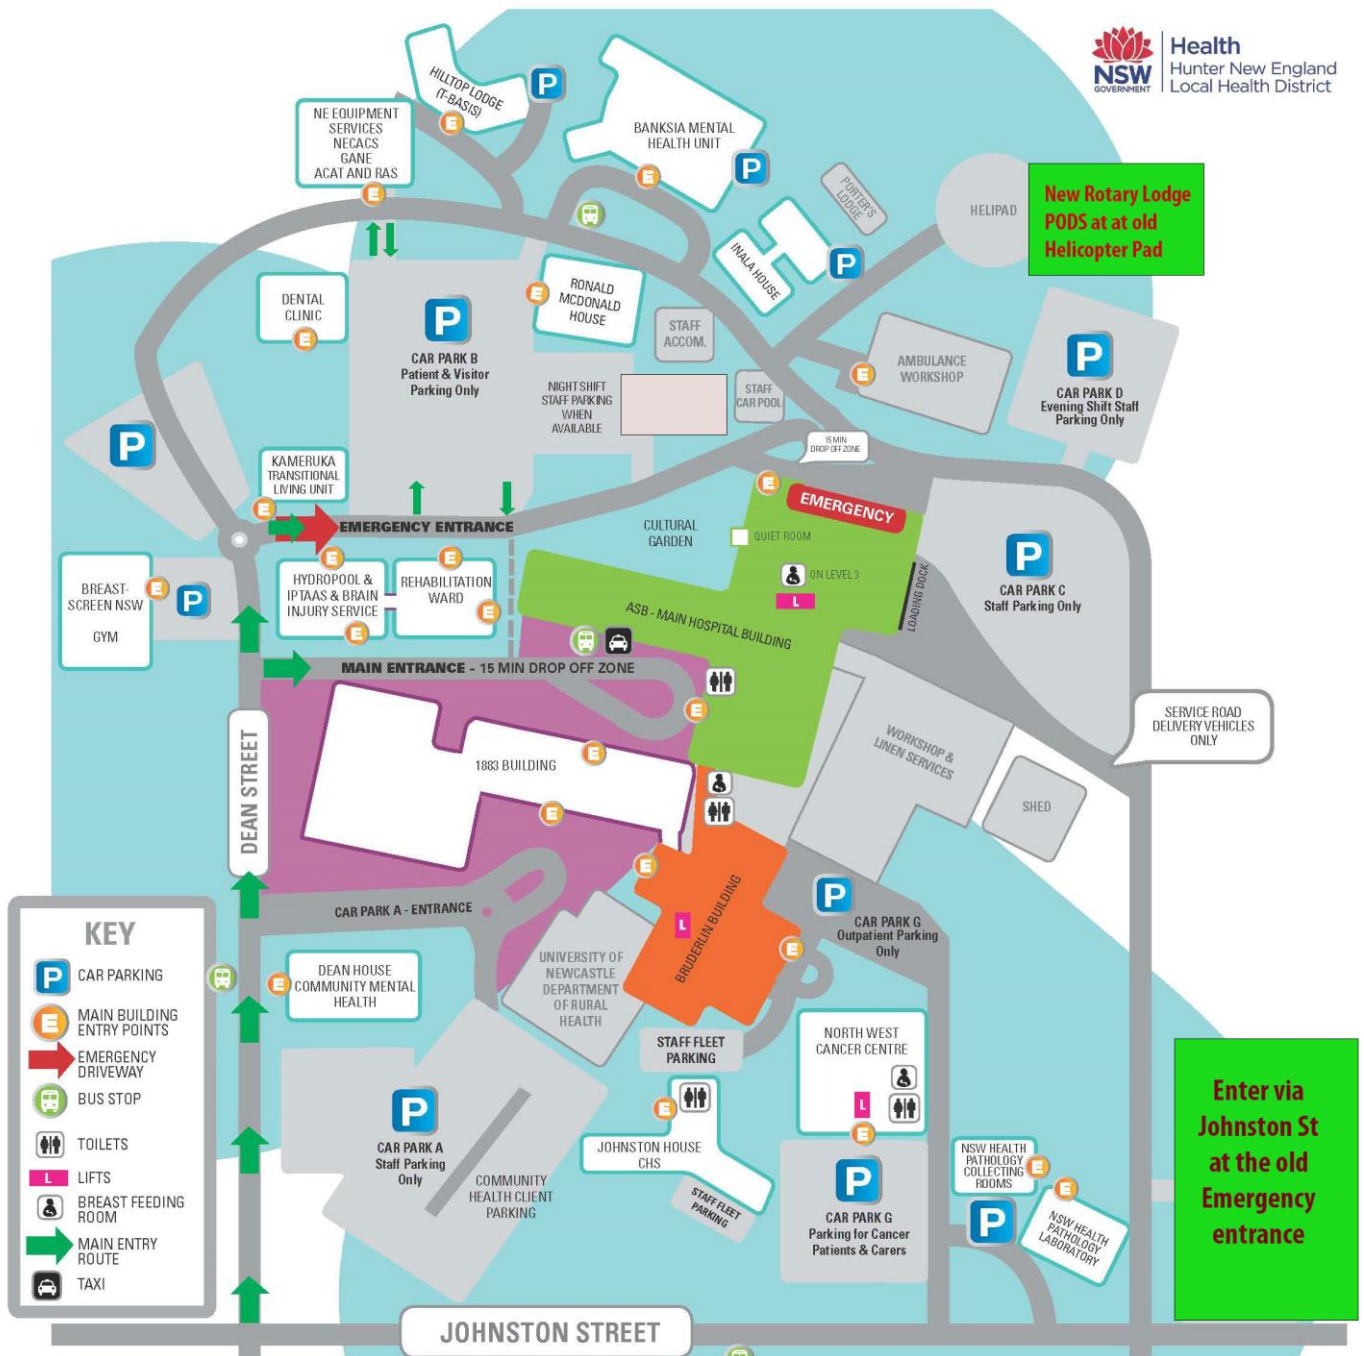 Health
Hunter New England
Local Health District
NSW
GOVERNMENT
HILLTOP LODGE
(T-BASIS)
P
E
NE EQUIPMENT
SERVICES
NECACS
GANE
ACAT AND RAS
E
BANKSIA MENTAL
HEALTH UNIT
E
P
PORTER'S
LODGE
HELIPAD
New Rotary Lodge
PODS at at old
Helicopter Pad
INALA HOUSE
P
DENTAL
CLINIC
E
P
CAR PARK B
Patient & Visitor
Parking Only
E
RONALD
MCDONALD
HOUSE
STAFF
ACCOM.
NIGHT SHIFT
STAFF PARKING
WHEN
AVAILABLE
STAFF
CAR POOL
E
AMBULANCE
WORKSHOP
P
CAR PARK D
Evening Shift Staff
Parking Only
P
15 MIN
DROP OFF ZONE
KAMERUKA
TRANSITIONAL
LIVING UNIT
E
EMERGENCY ENTRANCE
E
EMERGENCY
CULTURAL
GARDEN
QUIET ROOM
ON LEVEL 3
L
LOADING DOCK
P
CAR PARK C
Staff Parking Only
BREAST-
SCREEN NSW
GYM
E
P
E
HYDROPOOL &
IPTAAS & BRAIN
INJURY SERVICE
E
E
REHABILITATION
WARD
E
ASB - MAIN HOSPITAL BUILDING
MAIN ENTRANCE - 15 MIN DROP OFF ZONE
E
SERVICE ROAD
DELIVERY VEHICLES
ONLY
DEAN STREET
1883 BUILDING
E
E
WORKSHOP &
LINEN SERVICES
SHED
E
BRUDERLIN BUILDING
L
E
CAR PARK A - ENTRANCE
P
CAR PARK G
Outpatient Parking
Only
UNIVERSITY OF
NEWCASTLE
DEPARTMENT
OF RURAL
HEALTH
E
DEAN HOUSE
COMMUNITY MENTAL
HEALTH
KEY
P CAR PARKING
E MAIN BUILDING
ENTRY POINTS
EMERGENCY
DRIVEWAY
BUS STOP
TOILETS
L LIFTS
BREAST FEEDING
ROOM
MAIN ENTRY
ROUTE
TAXI
STAFF FLEET
PARKING
NORTH WEST
CANCER CENTRE
L
E
P
CAR PARK A
Staff Parking
Only
COMMUNITY
HEALTH CLIENT
PARKING
E
JOHNSTON HOUSE
CHS
STAFF FLEET
PARKING
P
CAR PARK G
Parking for Cancer
Patients & Carers
NSW HEALTH
PATHOLOGY
COLLECTING
ROOMS
E
P
E
NSW HEALTH
PATHOLOGY
LABORATORY
Enter via
Johnston St
at the old
Emergency
entrance
JOHNSTON STREET